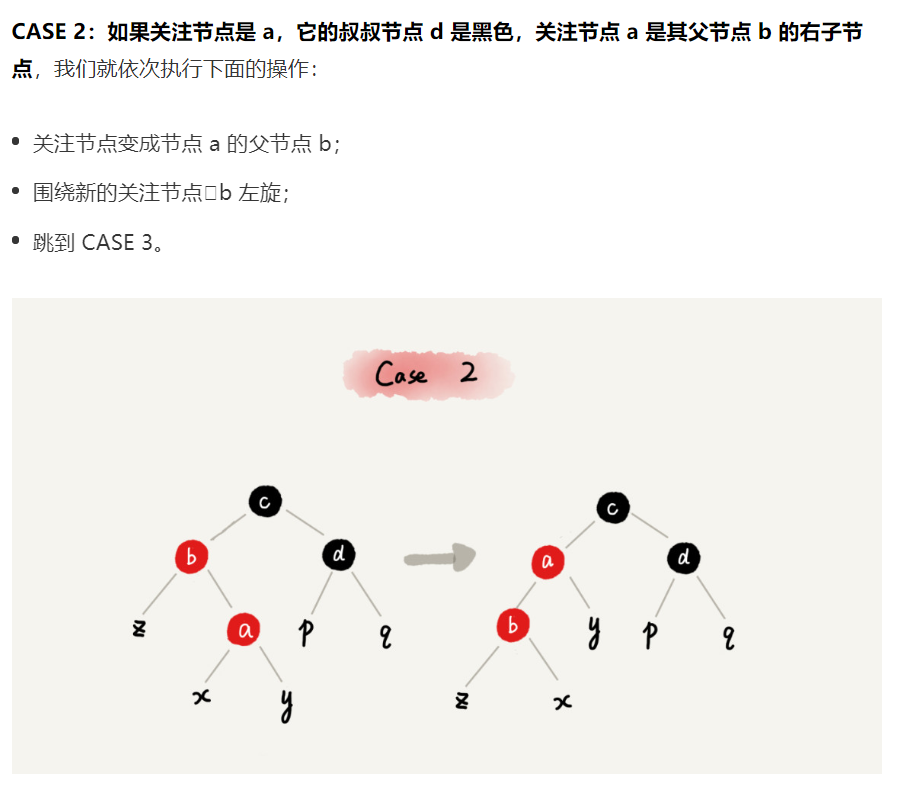 CASE 2：如果关注节点是 a，它的叔叔节点 d 是黑色，关注节点 a 是其父节点 b 的右子节
点，我们就依次执行下面的操作：
关注节点变成节点 a 的父节点 b；
围绕新的关注节点□b 左旋；
跳到 CASE 3。
Case 2
c c
b d a d
z a p q b y p q
x y z x